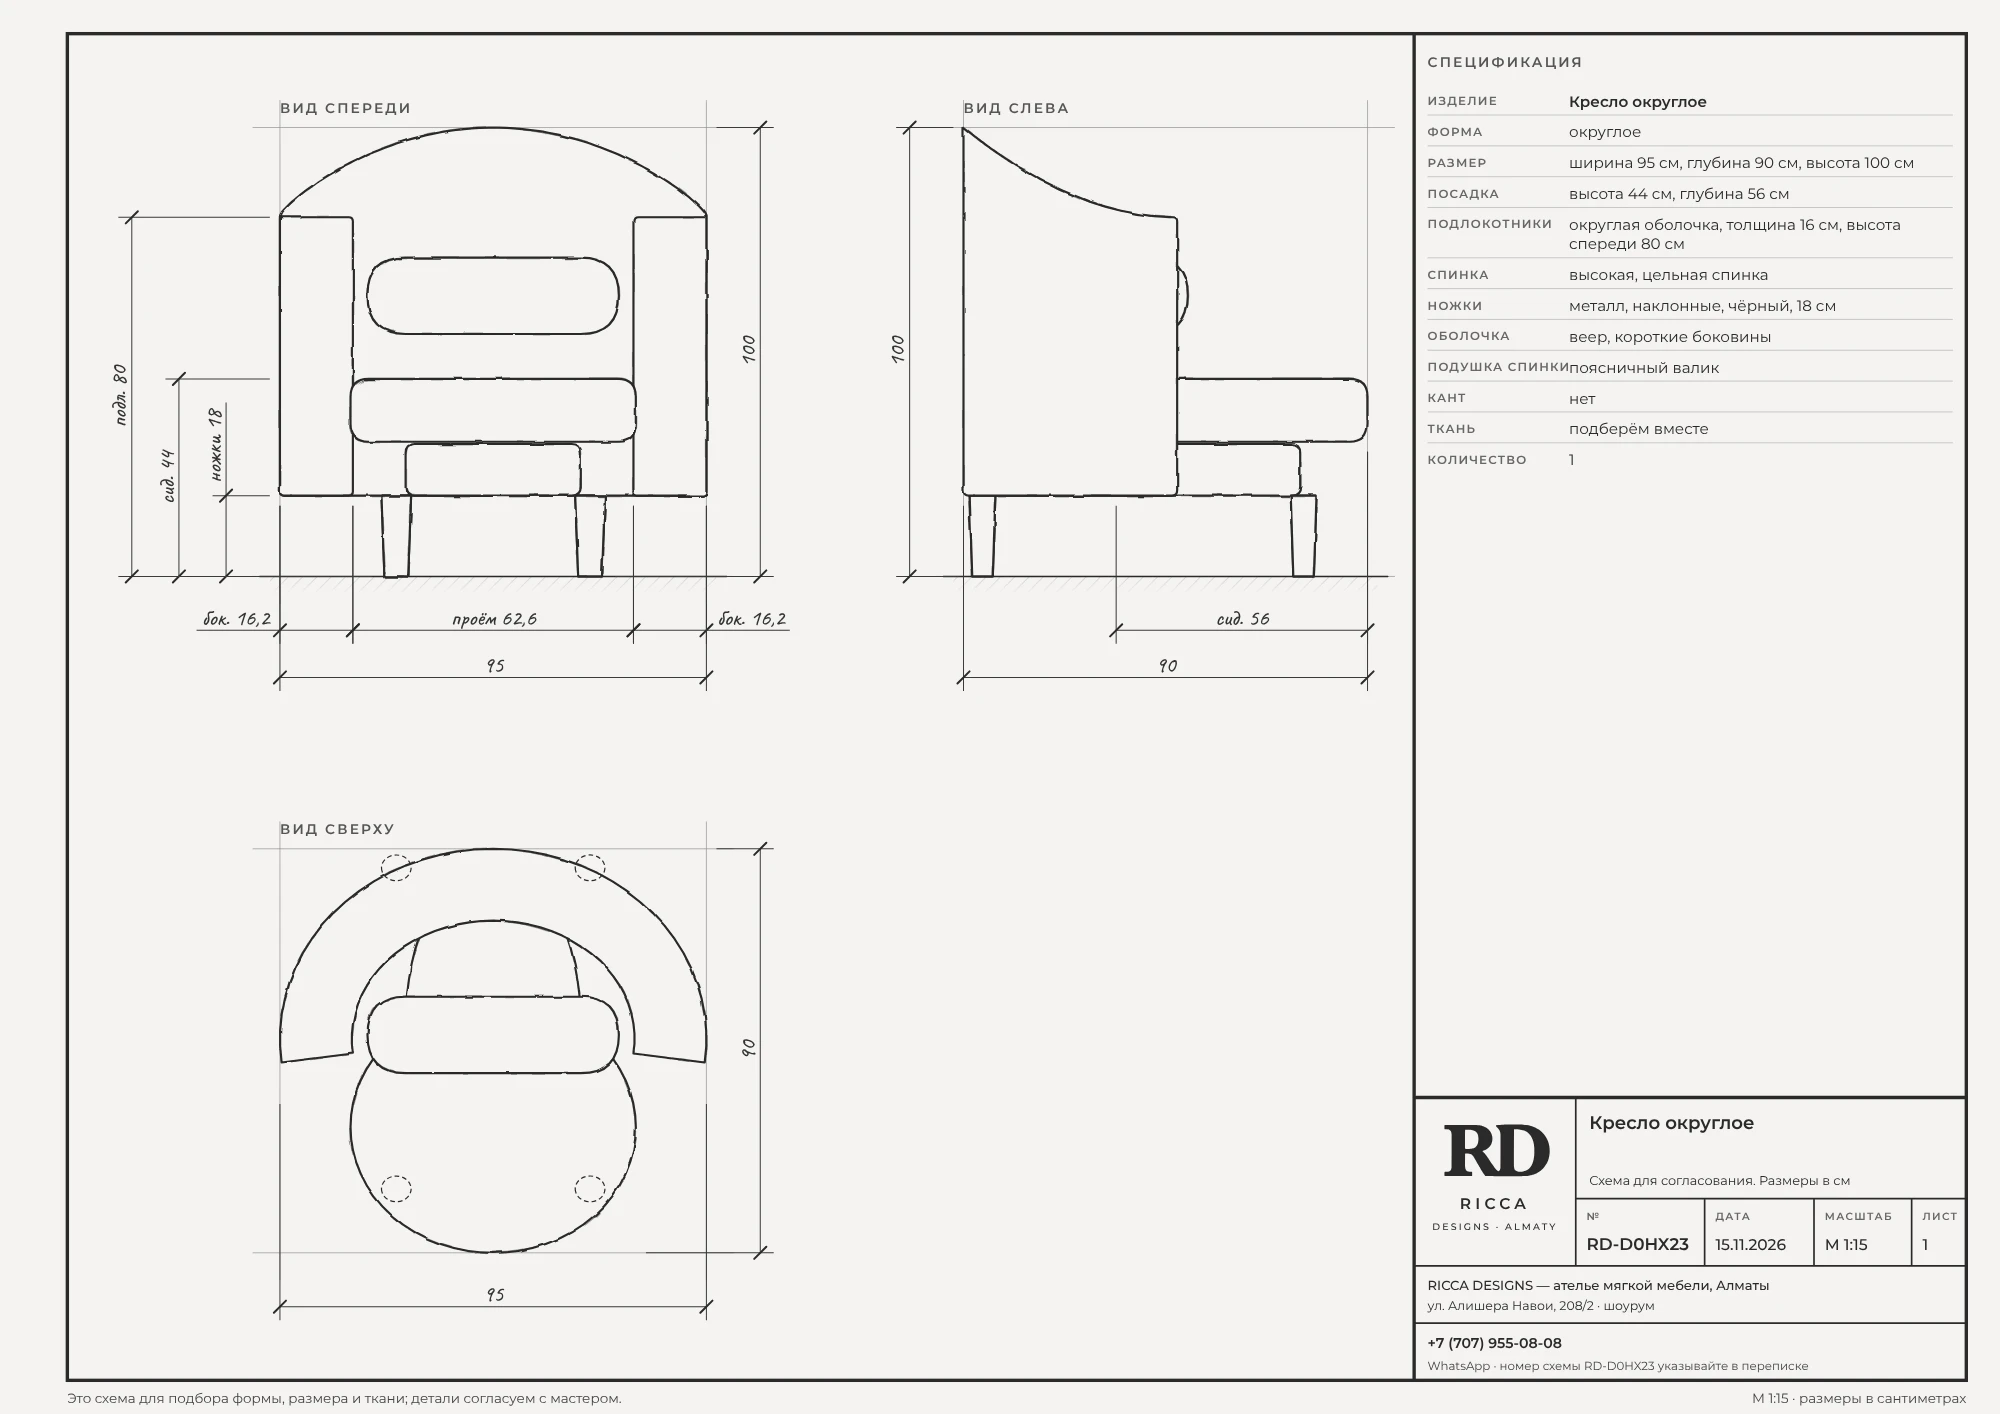 ВИД СПЕРЕДИ
ВИД СЛЕВА
подл. 80
сид. 44
ножки 18
100
100
бок. 16,2
проём 62,6
бок. 16,2
95
сид. 56
90
ВИД СВЕРХУ
90
95
СПЕЦИФИКАЦИЯ
ИЗДЕЛИЕ Кресло округлое
ФОРМА округлое
РАЗМЕР ширина 95 см, глубина 90 см, высота 100 см
ПОСАДКА высота 44 см, глубина 56 см
ПОДЛОКОТНИКИ округлая оболочка, толщина 16 см, высота
спереди 80 см
СПИНКА высокая, цельная спинка
НОЖКИ металл, наклонные, чёрный, 18 см
ОБОЛОЧКА веер, короткие боковины
ПОДУШКА СПИНКИ поясничный валик
КАНТ нет
ТКАНЬ подберём вместе
КОЛИЧЕСТВО 1
RD
RICCA
DESIGNS · ALMATY
Кресло округлое
Схема для согласования. Размеры в см
№ ДАТА МАСШТАБ ЛИСТ
RD-D0HX23 15.11.2026 М 1:15 1
RICCA DESIGNS — ателье мягкой мебели, Алматы
ул. Алишера Навои, 208/2 · шоурум
+7 (707) 955-08-08
WhatsApp · номер схемы RD-D0HX23 указывайте в переписке
Это схема для подбора формы, размера и ткани; детали согласуем с мастером.
М 1:15 · размеры в сантиметрах